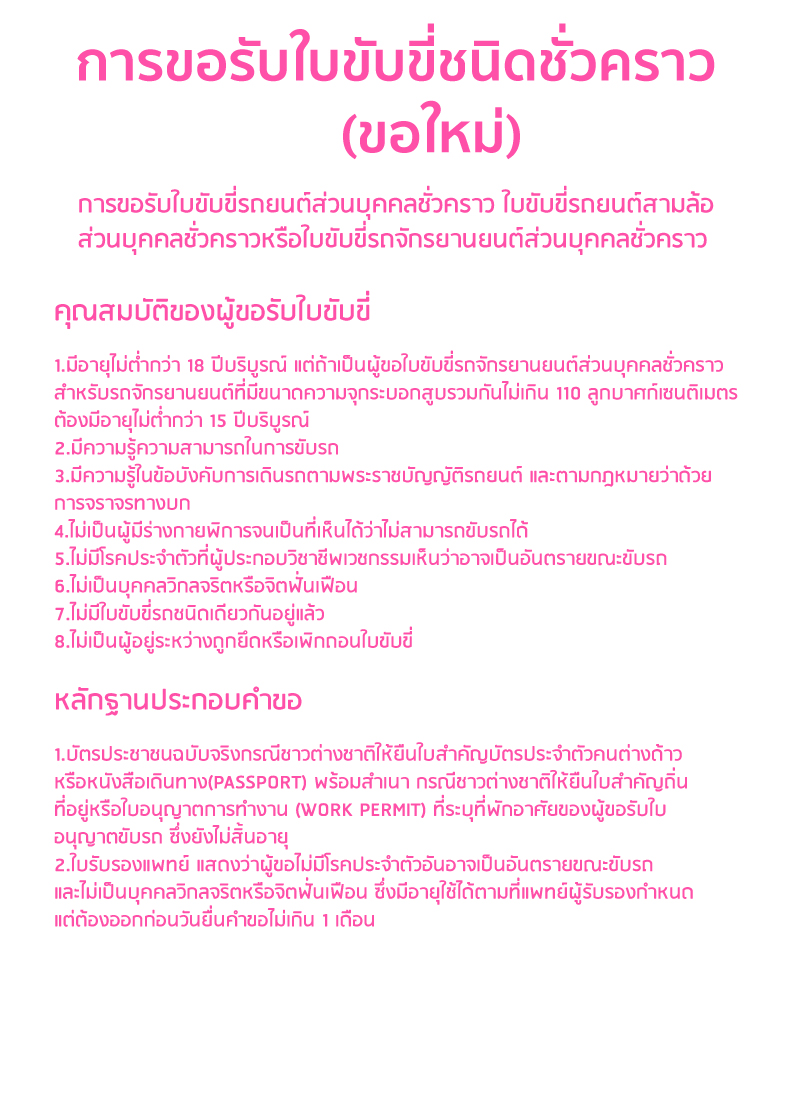 การขอรับใบขับขี่ชนิดชั่วคราว
(ขอใหม่)
การขอรับใบขับขี่รถยนต์ส่วนบุคคลชั่วคราว ใบขับขี่รถยนต์สามล้อ
ส่วนบุคคลชั่วคราวหรือใบขับขี่รถจักรยานยนต์ส่วนบุคคลชั่วคราว
คุณสมบัติของผู้ขอรับใบขับขี่
1.มีอายุไม่ต่ำกว่า 18 ปีบริบูรณ์ แต่ถ้าเป็นผู้ขอใบขับขี่รถจักรยานยนต์ส่วนบุคคลชั่วคราว
สำหรับรถจักรยานยนต์ที่มีขนาดความจุกระบอกสูบรวมกันไม่เกิน 110 ลูกบาศก์เซนติเมตร
ต้องมีอายุไม่ต่ำกว่า 15 ปีบริบูรณ์
2.มีความรู้ความสามารถในการขับรถ
3.มีความรู้ในข้อบังคับการเดินรถตามพระราชบัญญัติรถยนต์ และตามกฎหมายว่าด้วย
การจราจรทางบก
4.ไม่เป็นผู้มีร่างกายพิการจนเป็นที่เห็นได้ว่าไม่สามารถขับรถได้
5.ไม่มีโรคประจำตัวที่ผู้ประกอบวิชาชีพเวชกรรมเห็นว่าอาจเป็นอันตรายขณะขับรถ
6.ไม่เป็นบุคคลวิกลจริตหรือจิตฟั่นเฟือน
7.ไม่มีใบขับขี่รถชนิดเดียวกันอยู่แล้ว
8.ไม่เป็นผู้อยู่ระหว่างถูกยึดหรือเพิกถอนใบขับขี่
หลักฐานประกอบคำขอ
1.บัตรประชาชนฉบับจริงกรณีชาวต่างชาติให้ยืนใบสำคัญบัตรประจำตัวคนต่างด้าว
หรือหนังสือเดินทาง(PASSPORT) พร้อมสำเนา กรณีชาวต่างชาติให้ยืนใบสำคัญถิ่น
ที่อยู่หรือใบอนุญาตการทำงาน (WORK PERMIT) ที่ระบุที่พักอาศัยของผู้ขอรับใบ
อนุญาตขับรถ ซึ่งยังไม่สิ้นอายุ
2.ใบรับรองแพทย์ แสดงว่าผู้ขอไม่มีโรคประจำตัวอันอาจเป็นอันตรายขณะขับรถ
และไม่เป็นบุคคลวิกลจริตหรือจิตฟั่นเฟือน ซึ่งมีอายุใช้ได้ตามที่แพทย์ผู้รับรองกำหนด
แต่ต้องออกก่อนวันยื่นคำขอไม่เกิน 1 เดือน